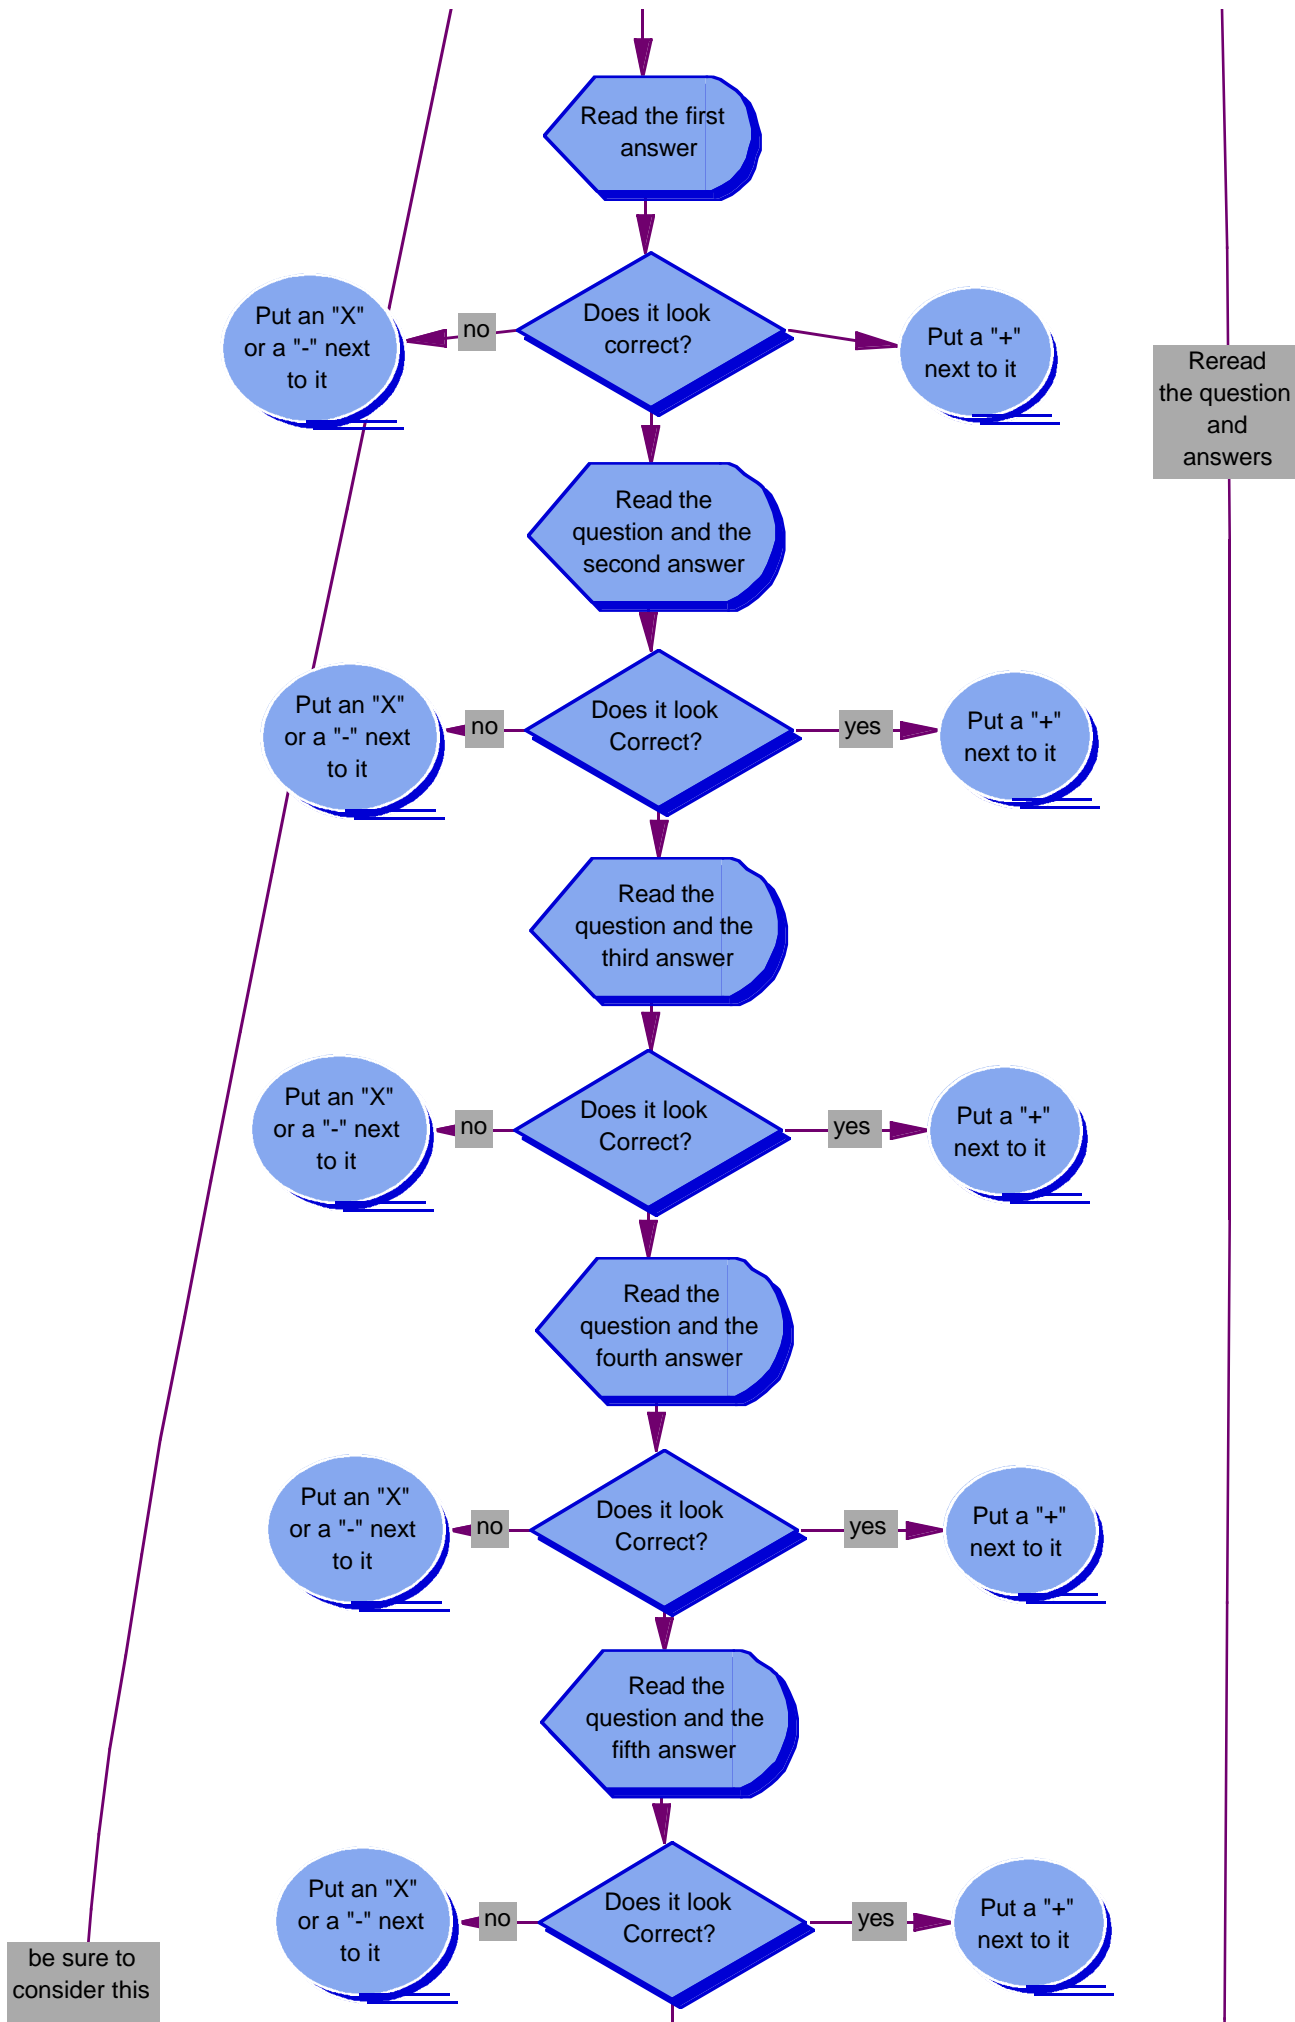 Read the first
answer
Put an "X"
or a "-" next
to it
no
Does it look
correct?
Put a "+"
next to it
Reread
the question
and
answers
Read the
question and the
second answer
Put an "X"
or a "-" next
to it
no
Does it look
Correct?
yes
Put a "+"
next to it
Read the
question and the
third answer
Put an "X"
or a "-" next
to it
no
Does it look
Correct?
yes
Put a "+"
next to it
Read the
question and the
fourth answer
Put an "X"
or a "-" next
to it
no
Does it look
Correct?
yes
Put a "+"
next to it
Read the
question and the
fifth answer
Put an "X"
or a "-" next
to it
no
Does it look
Correct?
yes
Put a "+"
next to it
be sure to
consider this